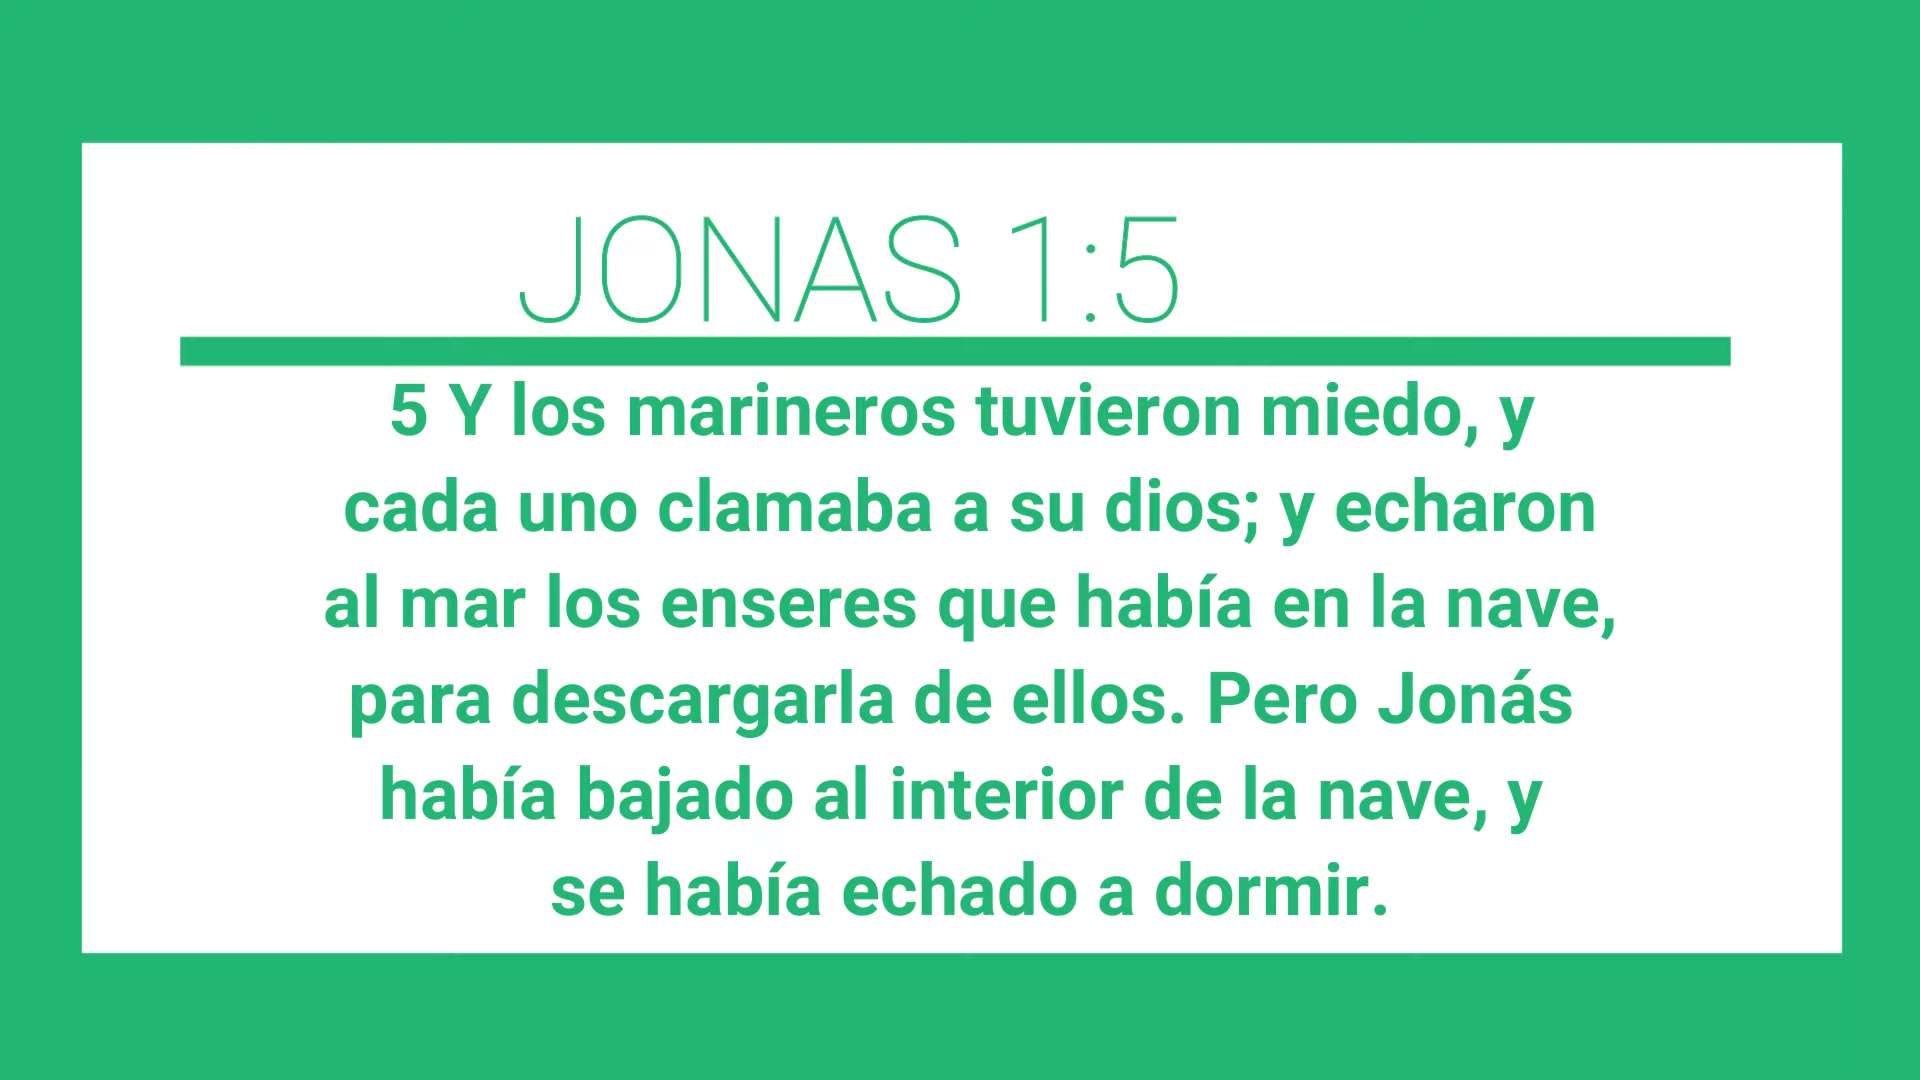 JONAS 1:5
5 Y los marineros tuvieron miedo, y
cada uno clamaba a su dios; y echaron
al mar los enseres que había en la nave,
para descargarla de ellos. Pero Jonás
había bajado al interior de la nave, y
se había echado a dormir.